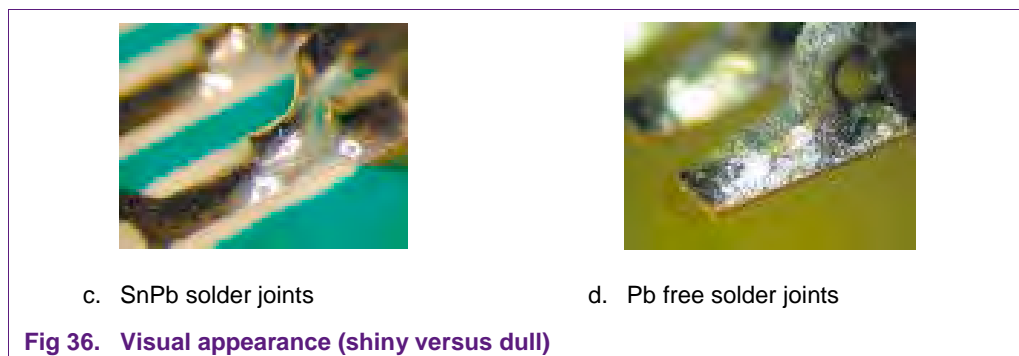 c. SnPb solder joints
d. Pb free solder joints
Fig 36. Visual appearance (shiny versus dull)